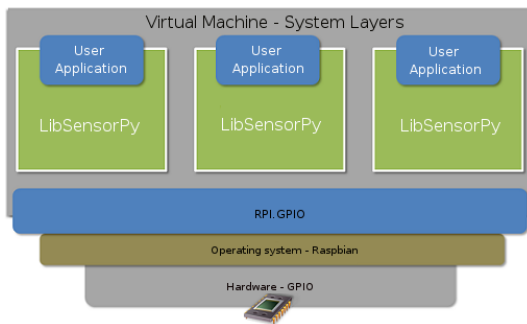 Virtual Machine - System Layers
User
Application
User
Application
User
Application
LibSensorPy
LibSensorPy
LibSensorPy
RPI.GPIO
Operating system - Raspbian
Hardware - GPIO